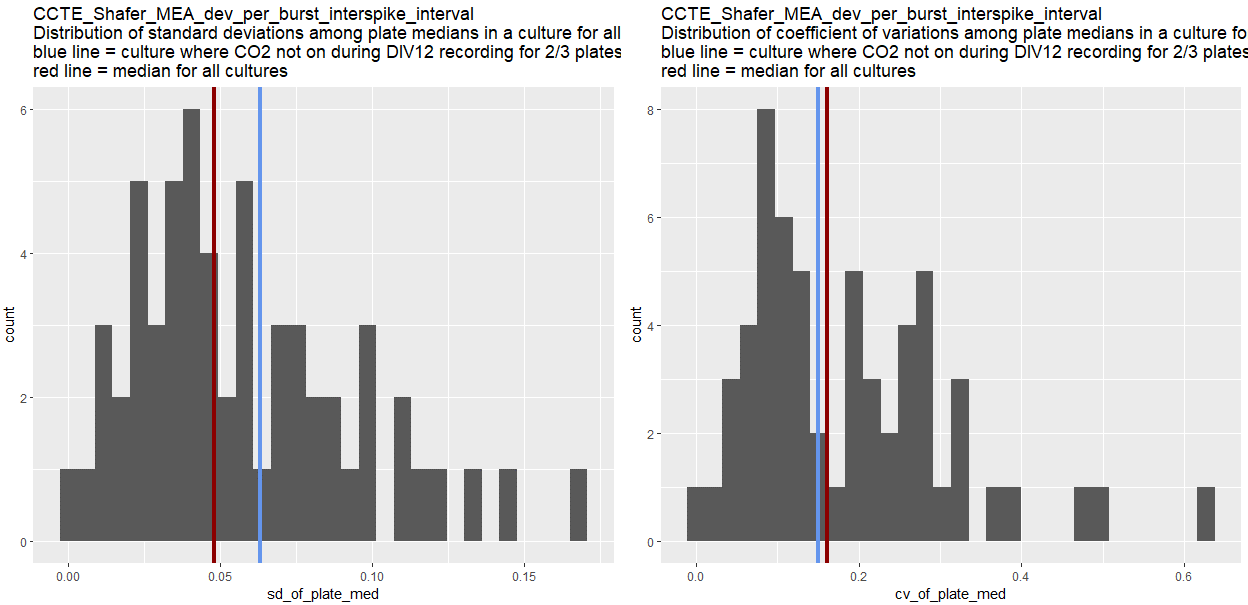 CCTE_Shafer_MEA_dev_per_burst_interspike_interval
Distribution of standard deviations among plate medians in a culture for all
blue line = culture where CO2 not on during DIV12 recording for 2/3 plates
red line = median for all cultures
6
4
2
0
count
0.00
0.05
0.10
0.15
sd_of_plate_med
CCTE_Shafer_MEA_dev_per_burst_interspike_interval
Distribution of coefficient of variations among plate medians in a culture fo
blue line = culture where CO2 not on during DIV12 recording for 2/3 plates
red line = median for all cultures
8
6
4
2
0
count
0.0
0.2
0.4
0.6
cv_of_plate_med